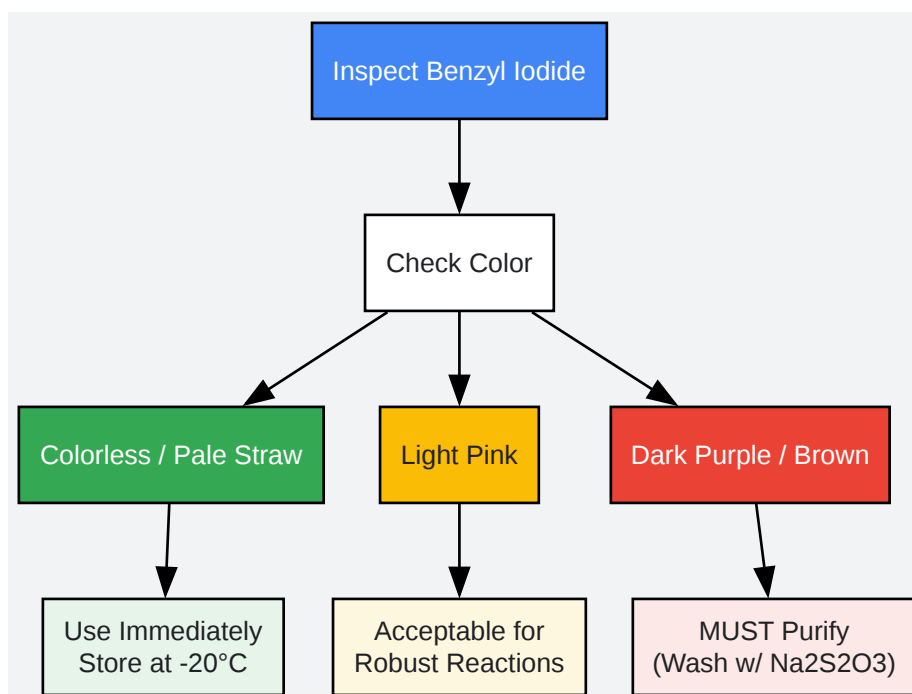 Inspect Benzyl Iodide
Check Color
Colorless / Pale Straw
Light Pink
Dark Purple / Brown
Use Immediately
Store at -20°C
Acceptable for
Robust Reactions
MUST Purify
(Wash w/ Na2S2O3)